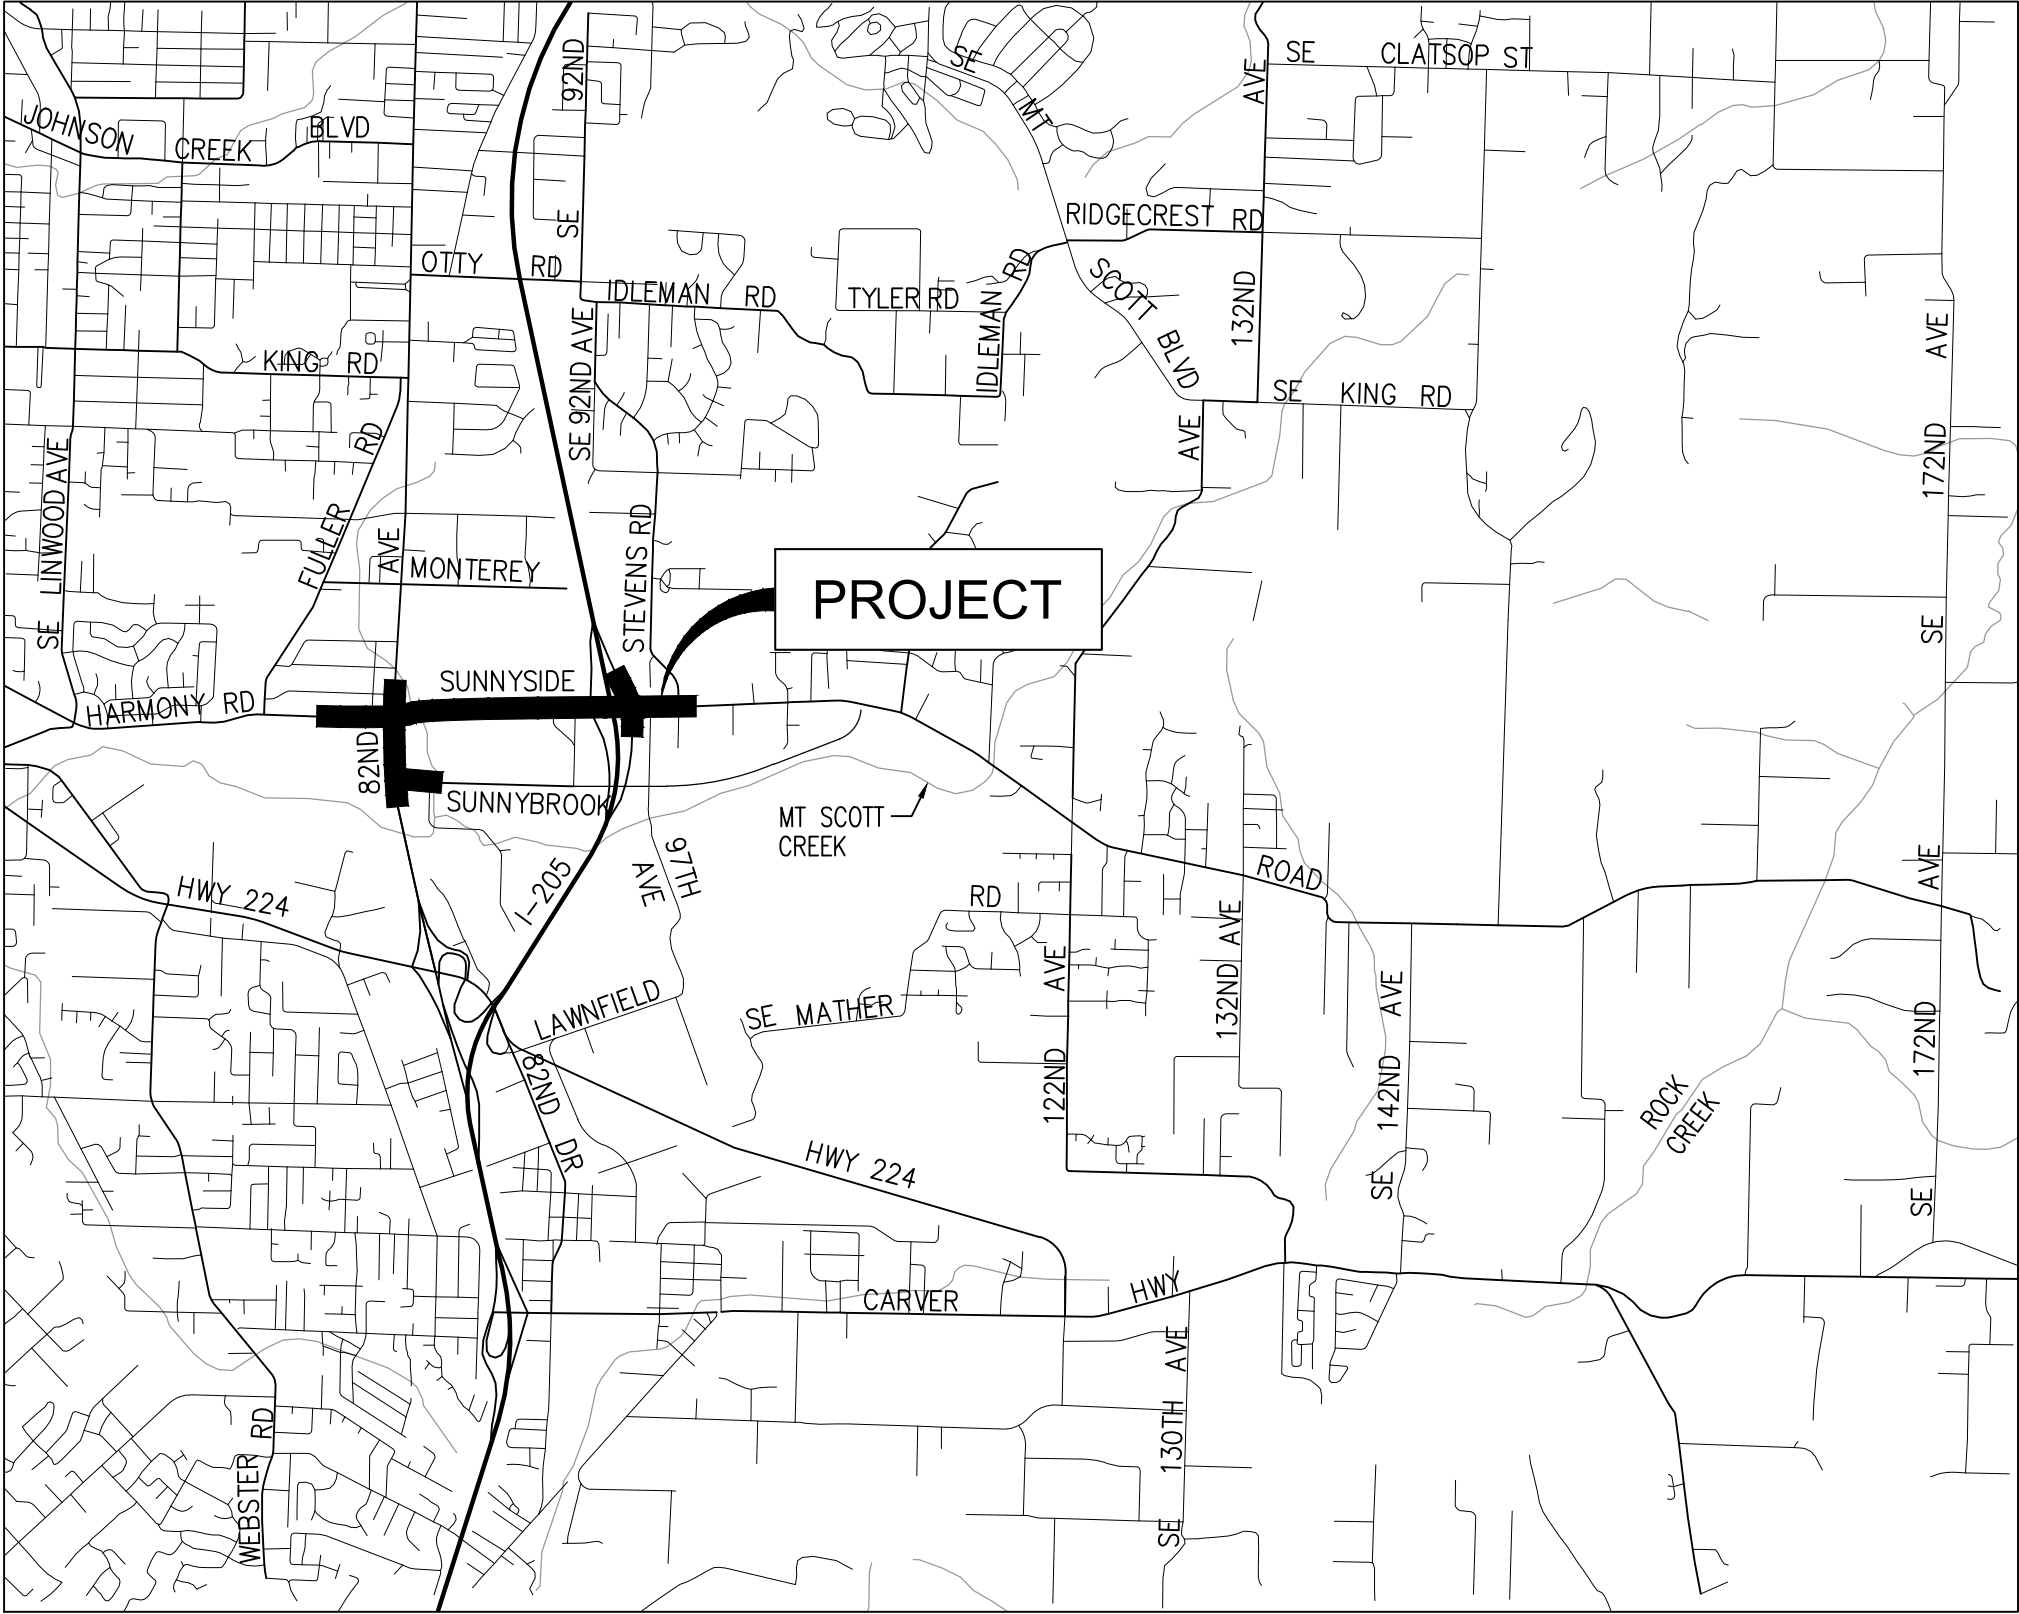 SE CLATSOP ST
92ND
SE
MT
AVE
JOHNSON CREEK BLVD
RIDGECREST RD
SE
OTTY RD
IDLEMAN RD
TYLER RD
IDLEMAN RD
SCOTT BLVD
132ND
AVE
KING RD
SE 92ND AVE
SE KING RD
RD
AVE
172ND
SE LINWOOD AVE
FULLER
AVE
MONTEREY
STEVENS RD
PROJECT
SE
SUNNYSIDE
HARMONY RD
82ND
SUNNYBROOK
MT SCOTT
CREEK
I-205
97TH
AVE
ROAD
AVE
HWY 224
RD
132ND AVE
AVE
AVE
LAWNFIELD
SE MATHER
172ND
82ND DR
122ND
142ND
ROCK
CREEK
HWY 224
SE
SE
CARVER HWY
AVE
130TH
SE
WEBSTER RD